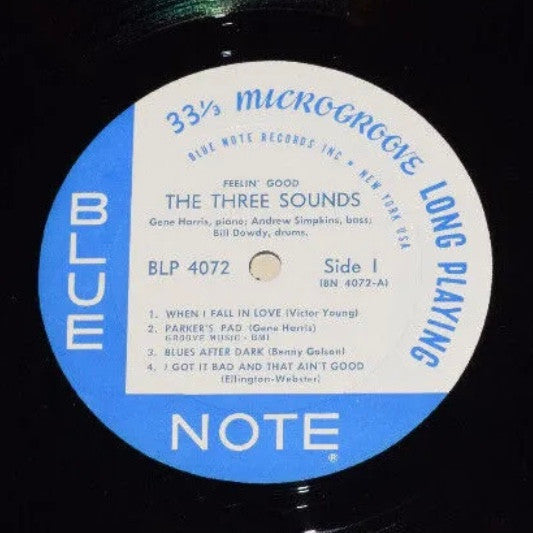 33⅓ MICROGROOVE LONG PLAYING
BLUE NOTE RECORDS INC • NEW YORK USA
FEELIN' GOOD
THE THREE SOUNDS
Gene Harris, piano; Andrew Simpkins, bass;
Bill Dowdy, drums.
BLP 4072 Side 1
(BN 4072-A)
1. WHEN I FALL IN LOVE (Victor Young)
2. PARKER'S PAD (Gene Harris)
GROOVE MUSIC - BMI
3. BLUES AFTER DARK (Benny Golson)
4. I GOT IT BAD AND THAT AIN'T GOOD
(Ellington-Webster)
BLUE
NOTE®